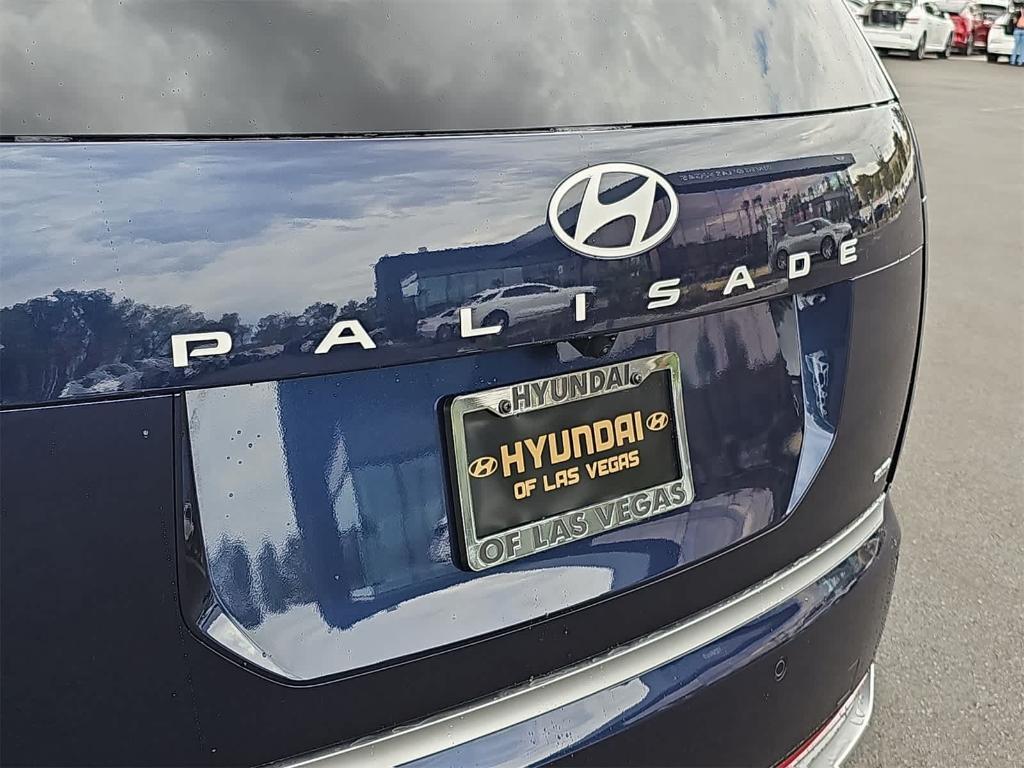 PALISADE
HYUNDAI
HYUNDAI
OF LAS VEGAS
OF LAS VEGAS